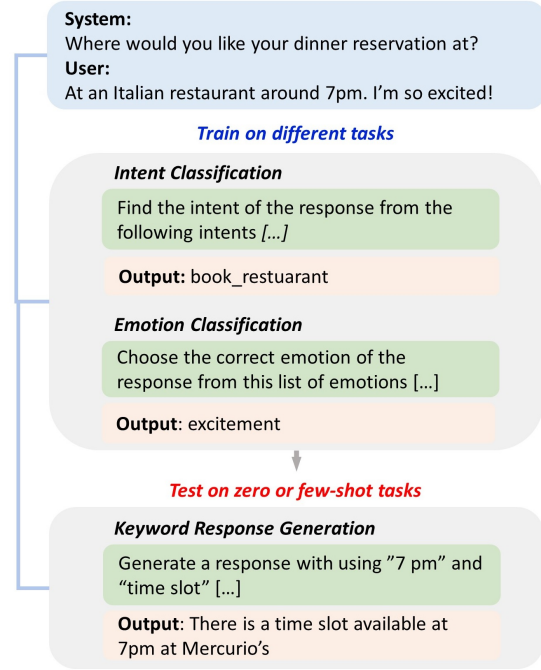 System:
Where would you like your dinner reservation at?
User:
At an Italian restaurant around 7pm. I'm so excited!
Train on different tasks
Intent Classification
Find the intent of the response from the
following intents […]
Output: book_restuarant
Emotion Classification
Choose the correct emotion of the
response from this list of emotions […]
Output: excitement
Test on zero or few-shot tasks
Keyword Response Generation
Generate a response with using ”7 pm” and
“time slot” […]
Output: There is a time slot available at
7pm at Mercurio’s